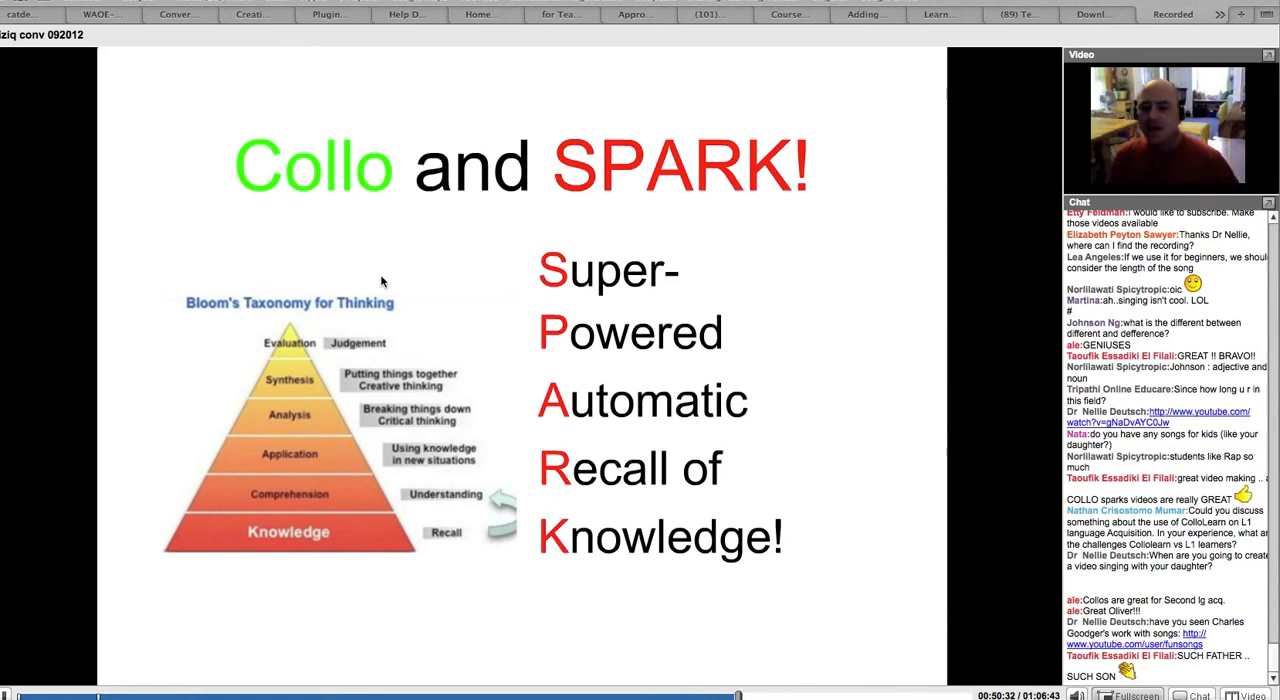 catde...
WAOE-...
Conver...
Creati...
Plugin...
Help D...
Home...
for Tea...
Appro...
(101)...
Course...
Adding...
Learn...
(89) Te...
Downl...
Recorded
iziq conv 092012
Collo and SPARK!
Super-
Powered
Automatic
Recall of
Knowledge!
Bloom's Taxonomy for Thinking
Evaluation Judgement
Synthesis
Putting things together
Creative thinking
Analysis
Breaking things down
Critical thinking
Application
Using knowledge
in new situations
Comprehension Understanding
Knowledge Recall
Video
Chat
Etty Feldman:I would like to subscribe. Make
those videos available
Elizabeth Peyton Sawyer:Thanks Dr Nellie,
where can I find the recording?
Lea Angeles:If we use it for beginners, we shoul
consider the length of the song
Norlilawati Spicytropic:oic
Martina:ah..singing isn't cool. LOL
#
Johnson Ng:what is the different between
different and defference?
ale:GENIUSES
Taoufik Essadiki El Filali:GREAT !! BRAVO!!
Norlilawati Spicytropic:Johnson : adjective and
noun
Tripathi Online Educare:Since how long u r in
this field?
Dr Nellie Deutsch:http://www.youtube.com/
watch?v=gNaDvAYC0Jw
Nata:do you have any songs for kids (like your
daughter?)
Norlilawati Spicytropic:students like Rap so
much
Taoufik Essadiki El Filali:great video making ..
COLLO sparks videos are really GREAT
Nathan Crisostomo Mumar:Could you discuss
something about the use of ColloLearn on L1
language Acquisition. In your experience, what ar
the challenges Collolearn vs L1 learners?
Dr Nellie Deutsch:When are you going to create
a video singing with your daughter?
ale:Collos are great for Second lg acq.
ale:Great Oliver!!!
Dr Nellie Deutsch:have you seen Charles
Goodger's work with songs: http://
www.youtube.com/user/funsongs
Taoufik Essadiki El Filali:SUCH FATHER ..
SUCH SON
00:50:32 / 01:06:43
Fullscreen
Chat
Video